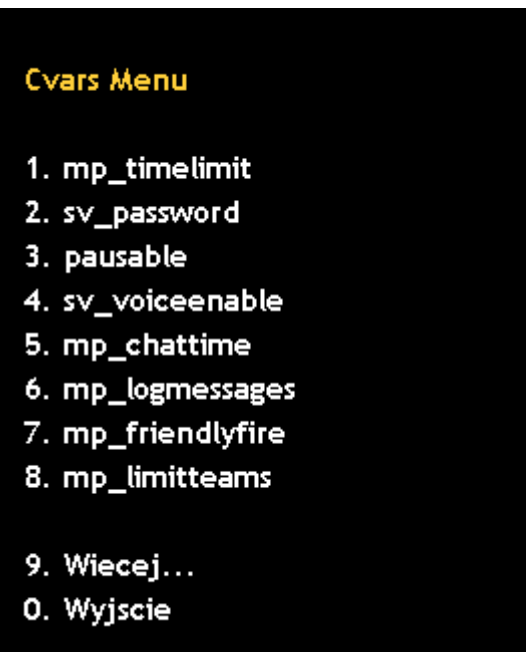 Cvars Menu
1. mp_timelimit
2. sv_password
3. pausable
4. sv_voiceenable
5. mp_chattime
6. mp_logmessages
7. mp_friendlyfire
8. mp_limitteams
9. Wiecej...
0. Wyjscie